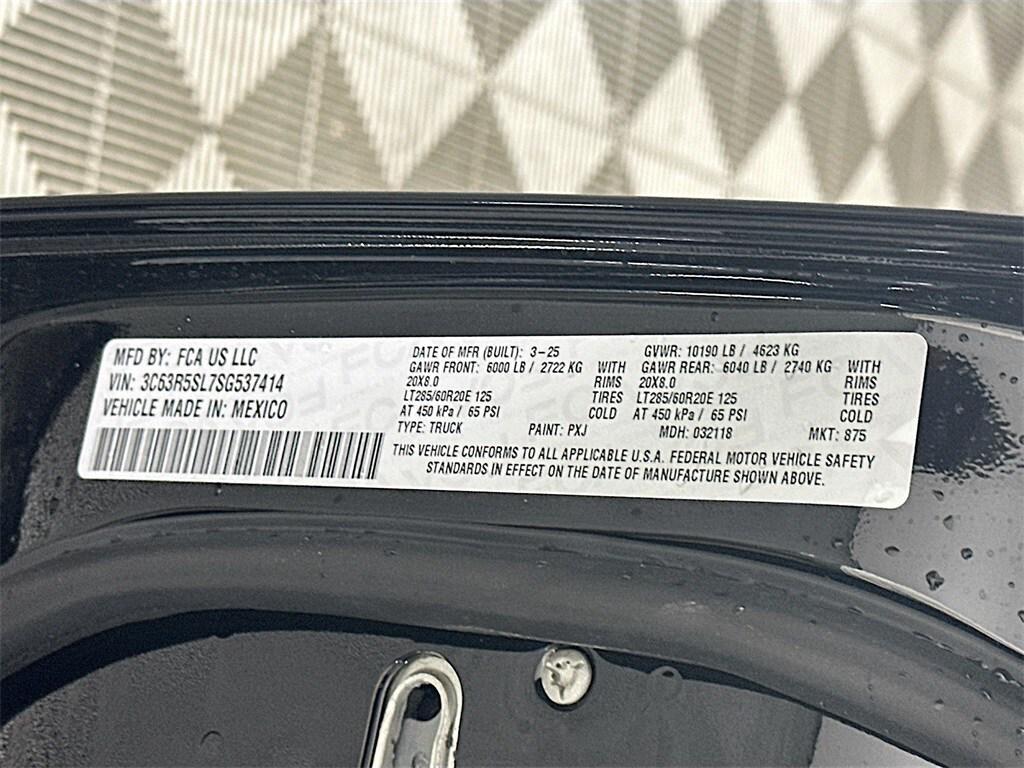 MFD BY: FCA US LLC
VIN: 3C63R5SL7SG537414
VEHICLE MADE IN: MEXICO
DATE OF MFR (BUILT): 3-25
GAWR FRONT: 6000 LB / 2722 KG WITH
20X8.0 RIMS
LT285/60R20E 125 TIRES
AT 450 kPa / 65 PSI COLD
GVWR: 10190 LB / 4623 KG
GAWR REAR: 6040 LB / 2740 KG WITH
20X8.0 RIMS
LT285/60R20E 125 TIRES
AT 450 kPa / 65 PSI COLD
TYPE: TRUCK PAINT: PXJ MDH: 032118 MKT: 875
THIS VEHICLE CONFORMS TO ALL APPLICABLE U.S.A. FEDERAL MOTOR VEHICLE SAFETY
STANDARDS IN EFFECT ON THE DATE OF MANUFACTURE SHOWN ABOVE.